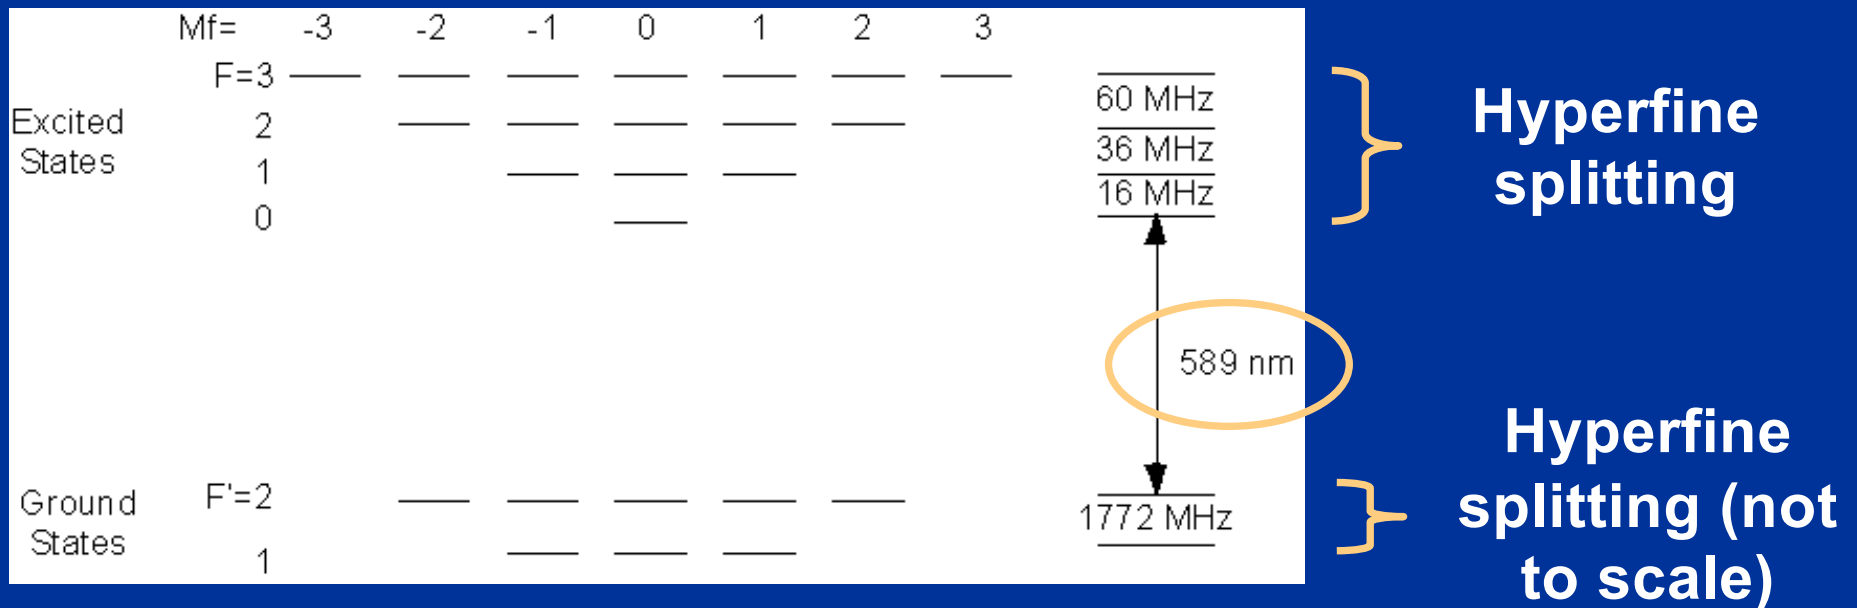 Mf= -3 -2 -1 0 1 2 3
F=3
60 MHz
Excited
States
2
36 MHz
1
16 MHz
0
Hyperfine
splitting
589 nm
Ground
States
F'=2
1772 MHz
1
Hyperfine
splitting (not
to scale)